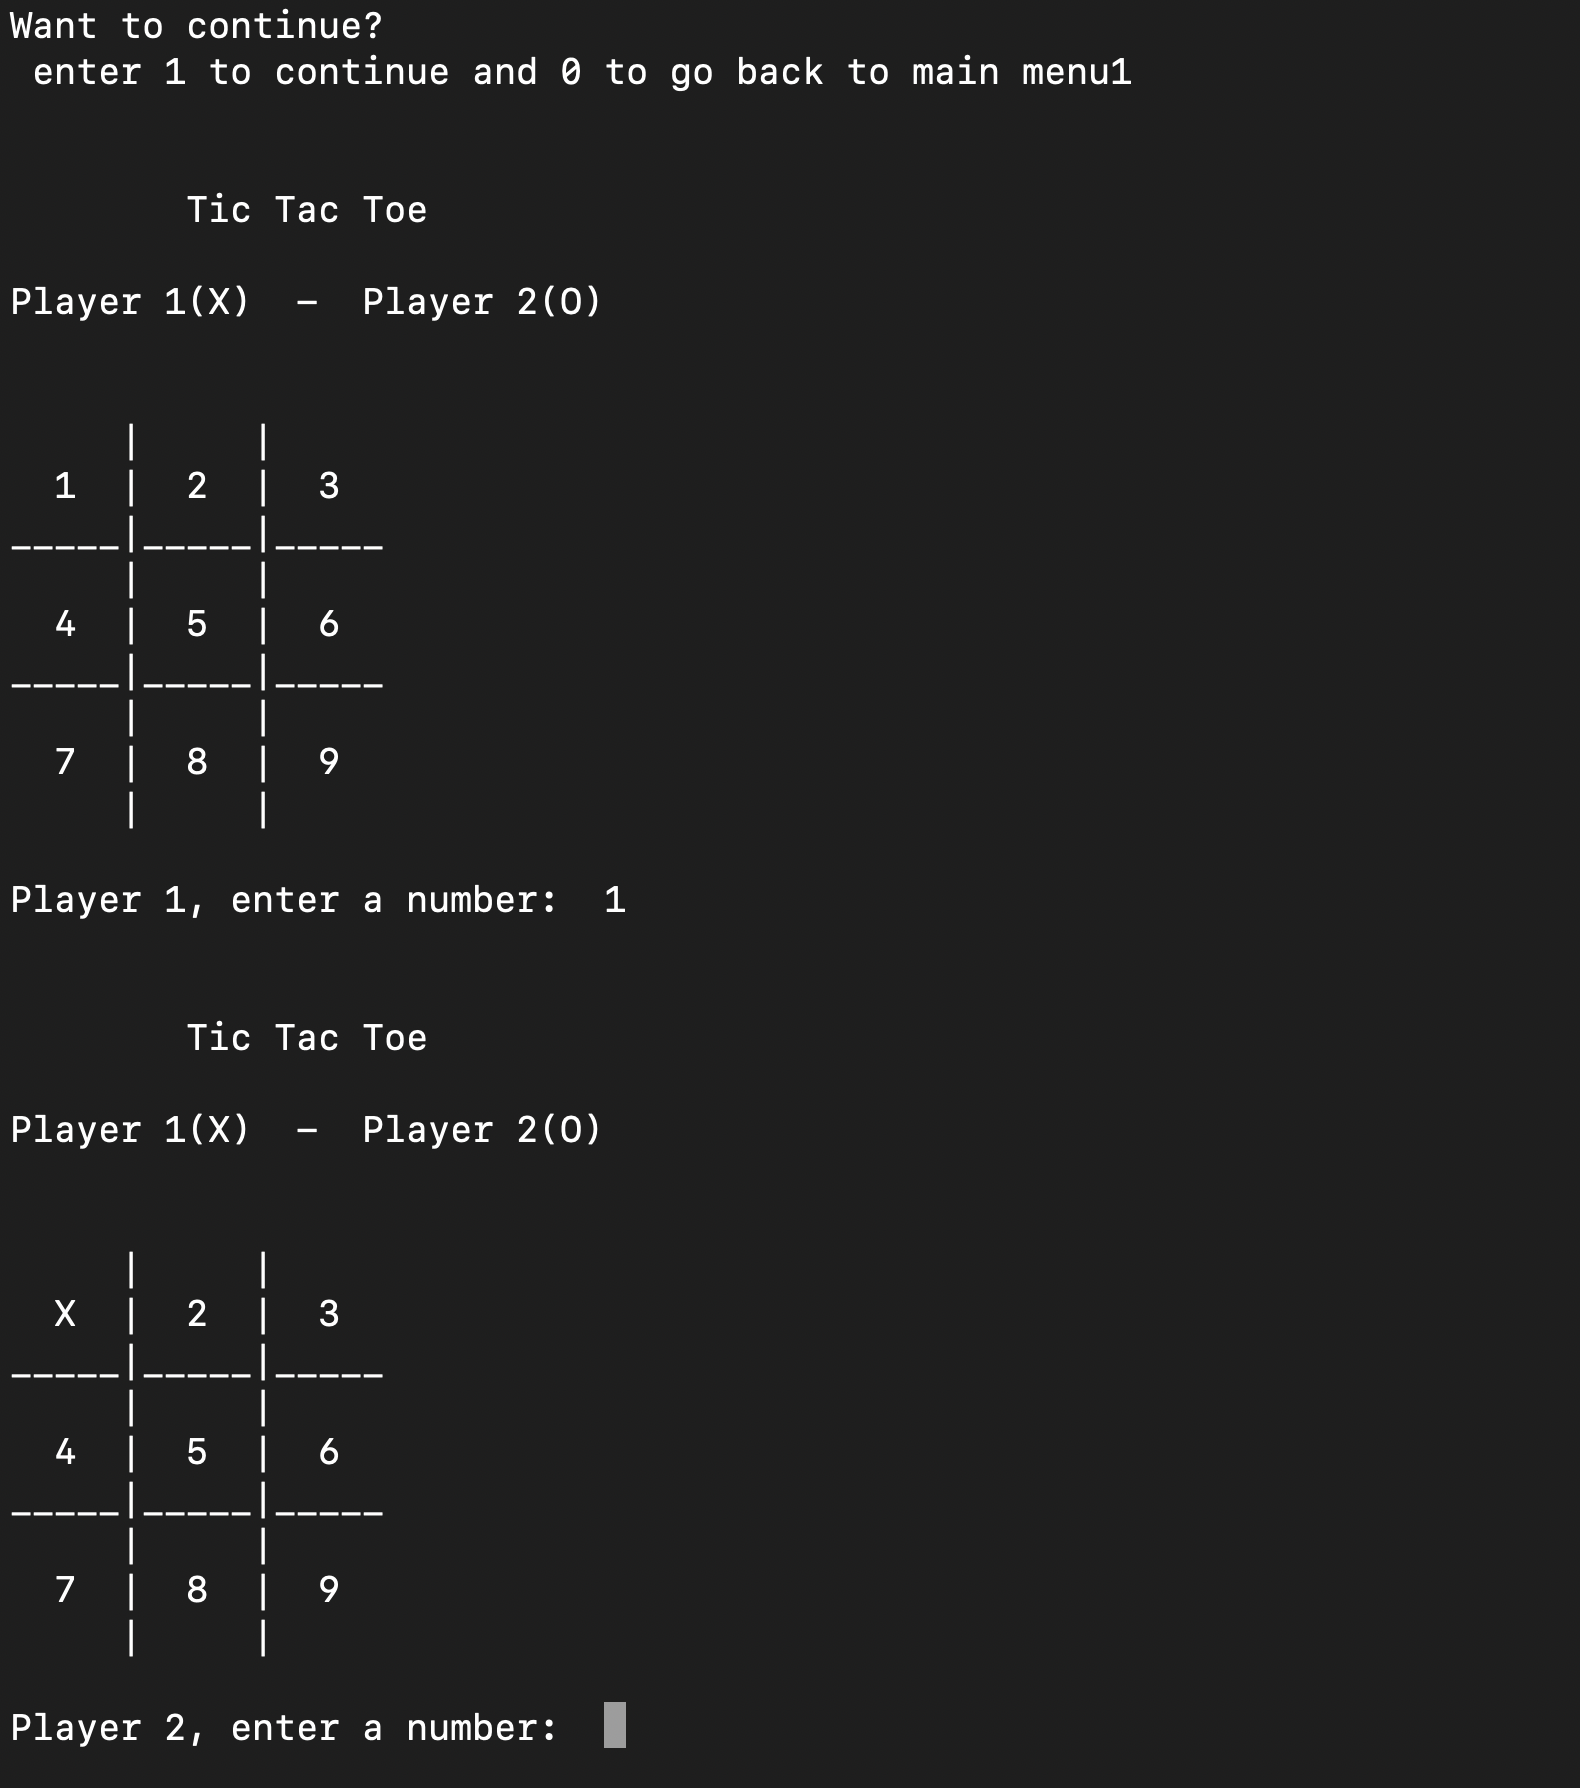 Want to continue?
 enter 1 to continue and 0 to go back to main menu1
        Tic Tac Toe
Player 1(X)  -  Player 2(O)
     |     |
  1  |  2  |  3
_____|_____|_____
     |     |
  4  |  5  |  6
_____|_____|_____
     |     |
  7  |  8  |  9
     |     |
Player 1, enter a number:  1
        Tic Tac Toe
Player 1(X)  -  Player 2(O)
     |     |
  X  |  2  |  3
_____|_____|_____
     |     |
  4  |  5  |  6
_____|_____|_____
     |     |
  7  |  8  |  9
     |     |
Player 2, enter a number: